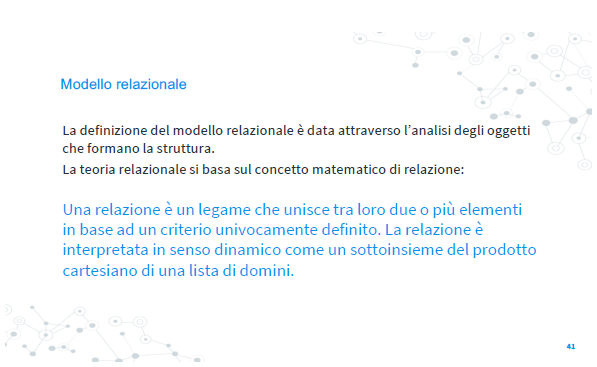 Modello relazionale
La definizione del modello relazionale è data attraverso l'analisi degli oggetti
che formano la struttura.
La teoria relazionale si basa sul concetto matematico di relazione:
Una relazione è un legame che unisce tra loro due o più elementi
in base ad un criterio univocamente definito. La relazione è
interpretata in senso dinamico come un sottoinsieme del prodotto
cartesiano di una lista di domini.
41